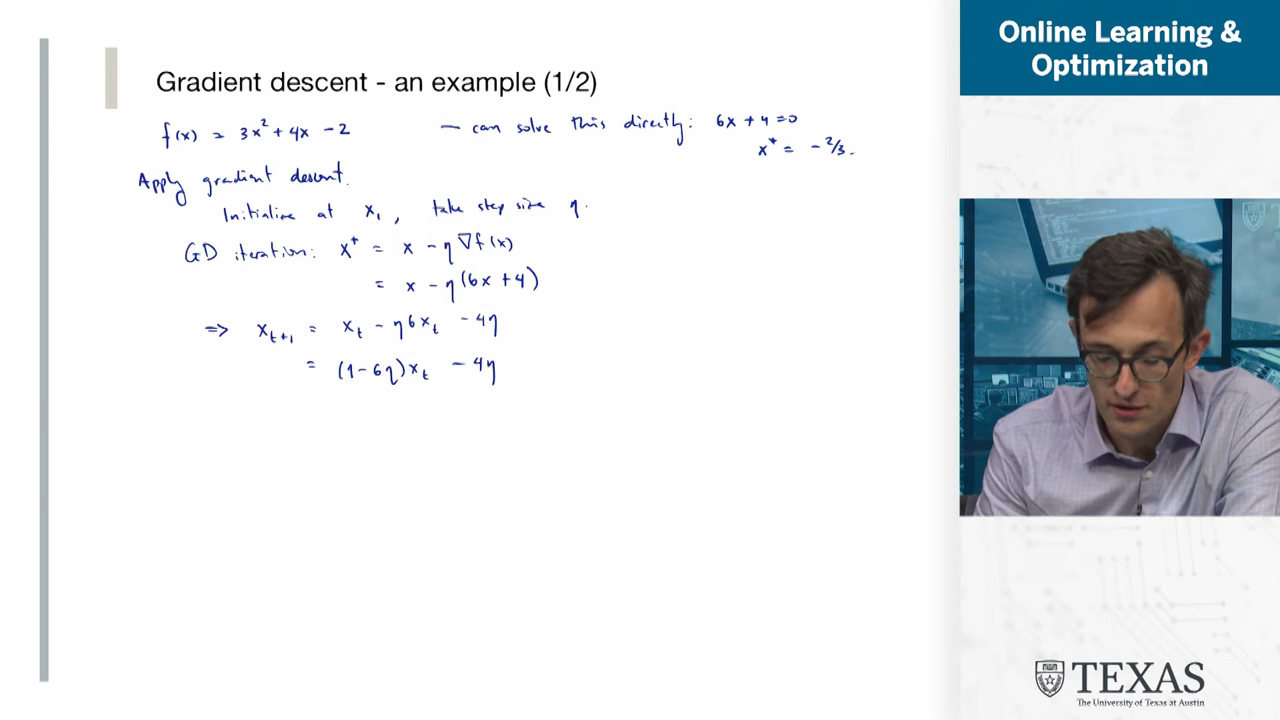 Gradient descent - an example (1/2)
f(x) = 3x² + 4x - 2 — can solve this directly: 6x + 4 = 0
x* = - 2/3.
Apply gradient descent.
Initialize at x₁, take step size η.
GD iteration: x⁺ = x - η ∇f(x)
= x - η(6x + 4)
=> xₜ₊₁ = xₜ - η6xₜ - 4η
= (1-6η)xₜ - 4η
Online Learning &
Optimization
TEXAS
The University of Texas at Austin